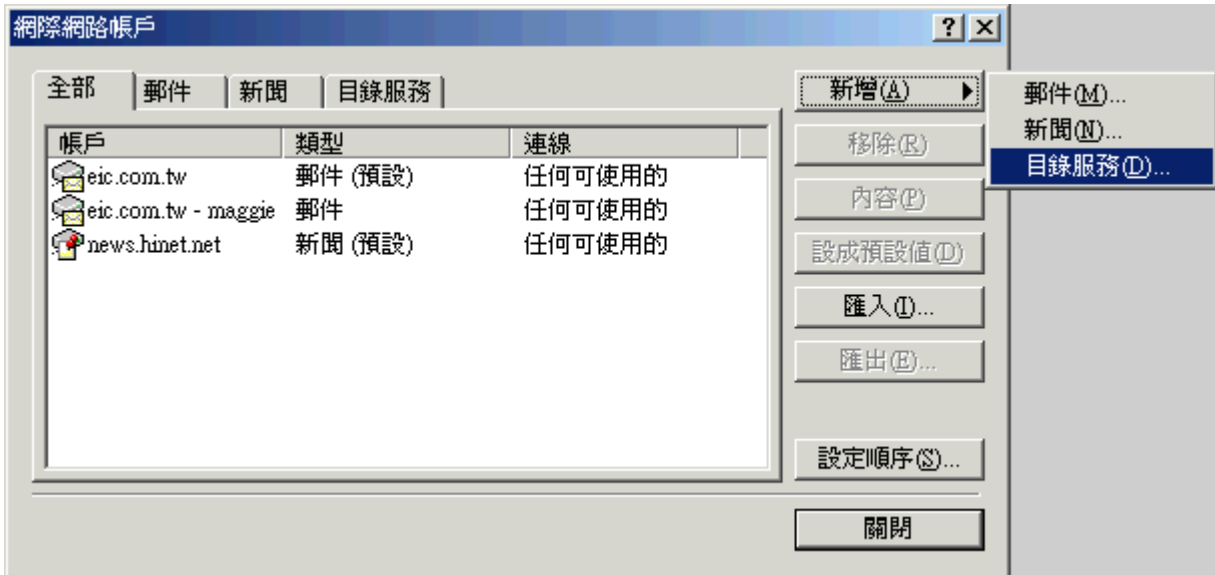 網際網路帳戶
全部 郵件 新聞 目錄服務
帳戶 類型 連線
eic.com.tw 郵件 (預設) 任何可使用的
eic.com.tw - maggie 郵件 任何可使用的
news.hinet.net 新聞 (預設) 任何可使用的
新增(A)
移除(R)
內容(P)
設成預設值(D)
匯入(I)...
匯出(E)...
設定順序(S)...
關閉
郵件(M)...
新聞(N)...
目錄服務(D)...